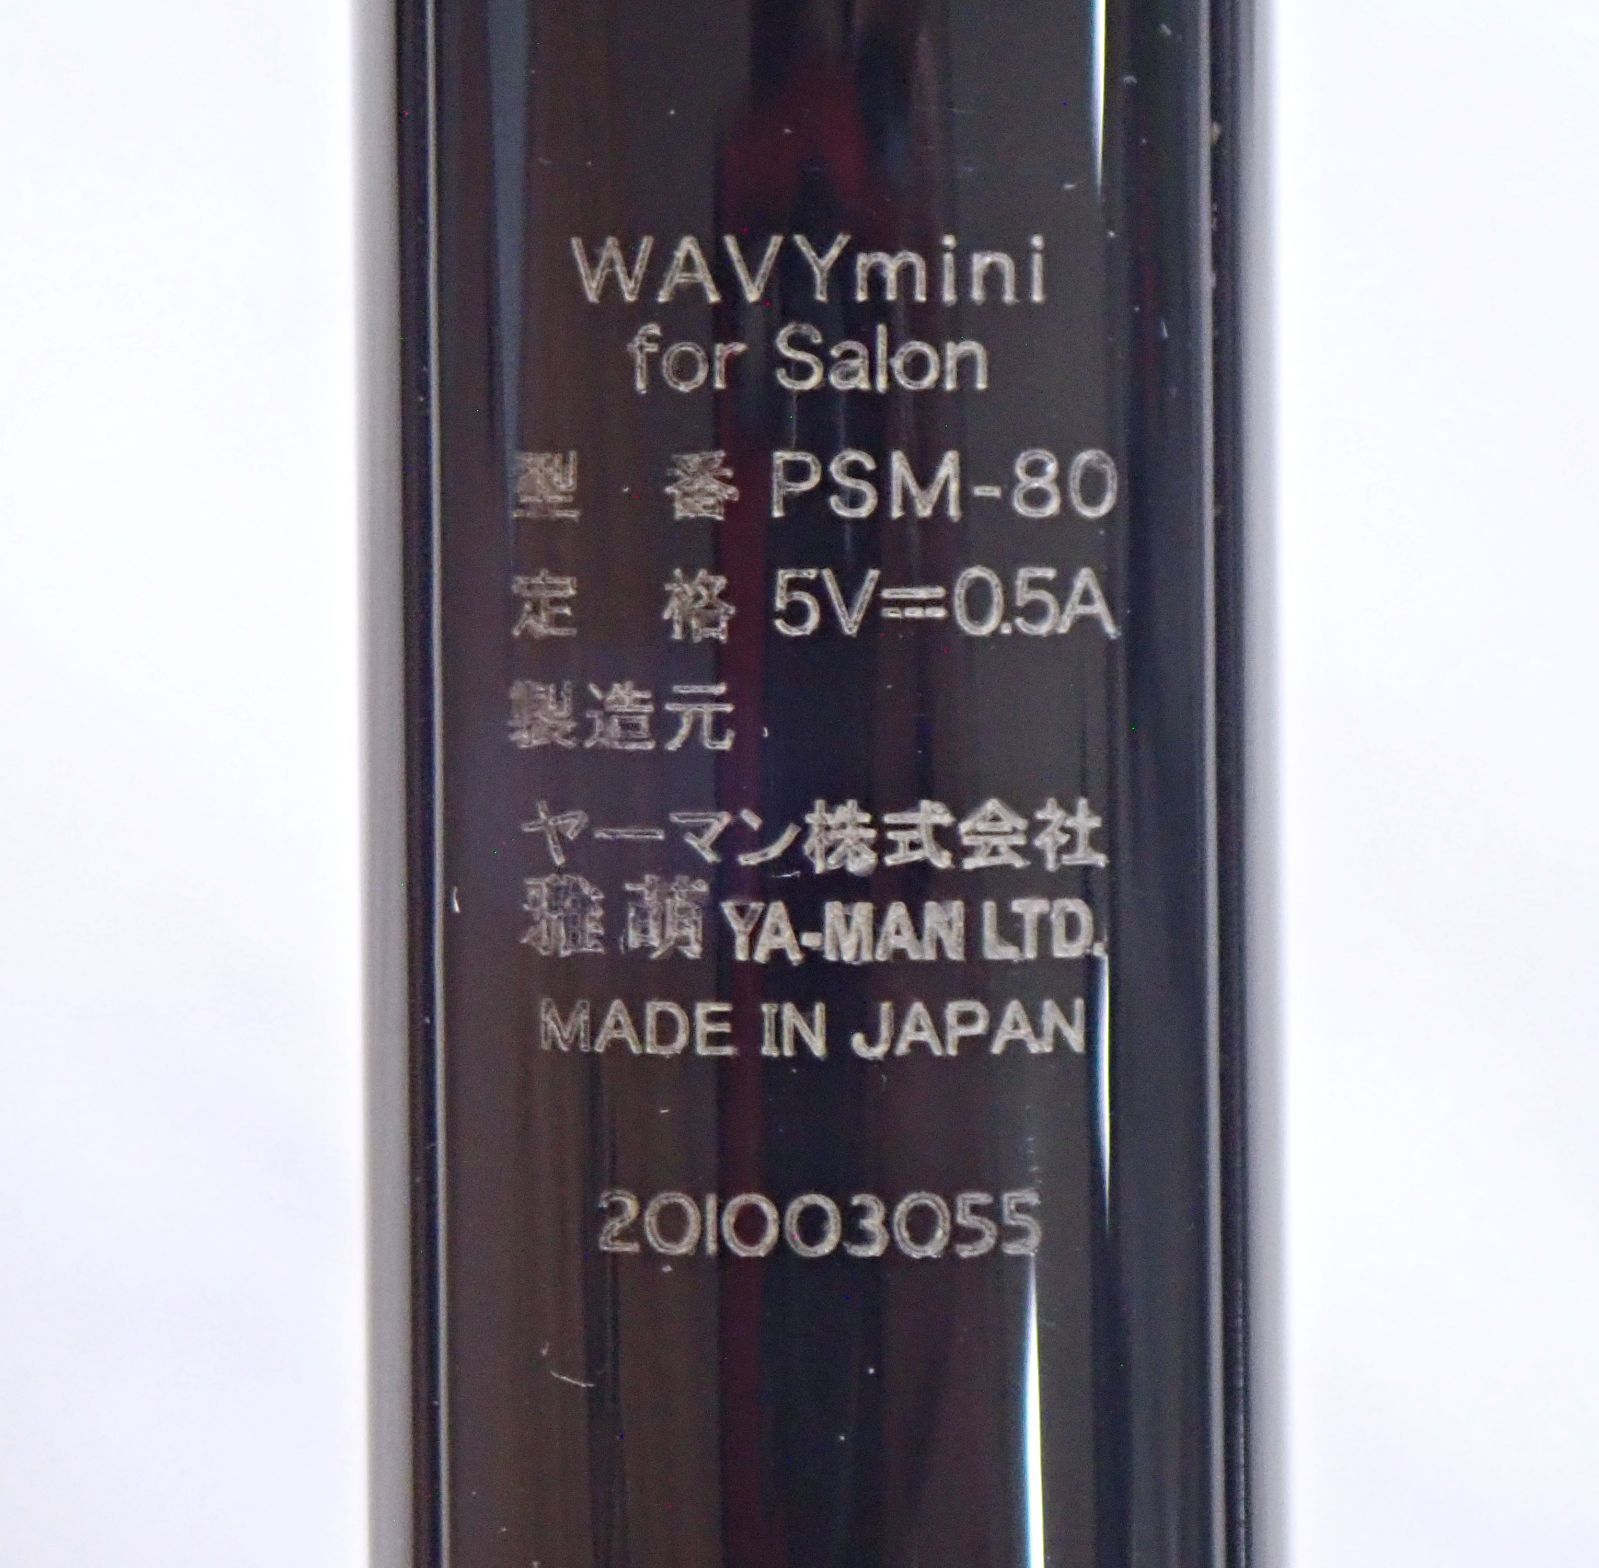 WAVYmini
for Salon
型 番 PSM-80
定 格 5V⎓0.5A
製造元
ヤーマン株式会社
雅萌 YA-MAN LTD.
MADE IN JAPAN
201003055